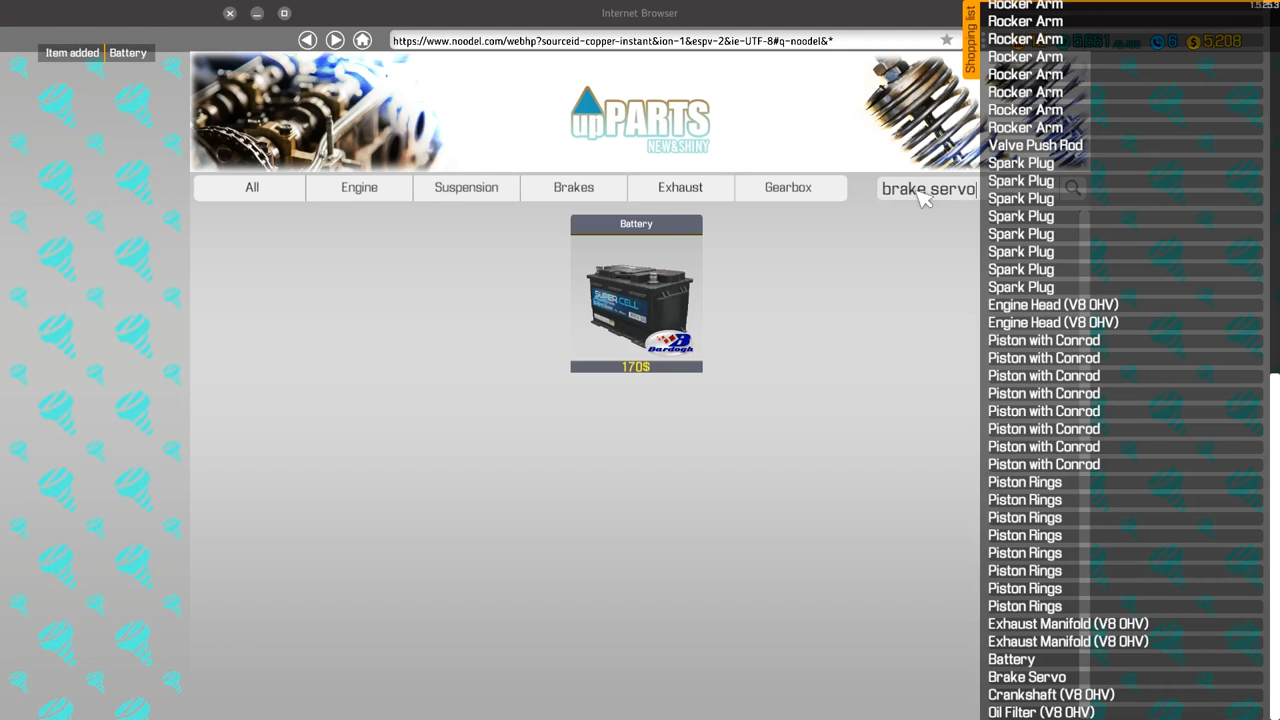 Internet Browser
1.5.25.3
https://www.noodel.com/webhp?sourceid-copper-instant&ion-1&espv-2&ie-UTF-8#q-noodel&*
5,208
6
Item added Battery
upPARTS
NEW&SHINY
All Engine Suspension Brakes Exhaust Gearbox brake servo
Battery
SUPER CELL
Bardogh
170$
Shopping list
Rocker Arm
Rocker Arm
Rocker Arm
Rocker Arm
Rocker Arm
Rocker Arm
Rocker Arm
Rocker Arm
Valve Push Rod
Spark Plug
Spark Plug
Spark Plug
Spark Plug
Spark Plug
Spark Plug
Spark Plug
Spark Plug
Engine Head (V8 OHV)
Engine Head (V8 OHV)
Piston with Conrod
Piston with Conrod
Piston with Conrod
Piston with Conrod
Piston with Conrod
Piston with Conrod
Piston with Conrod
Piston with Conrod
Piston Rings
Piston Rings
Piston Rings
Piston Rings
Piston Rings
Piston Rings
Piston Rings
Piston Rings
Exhaust Manifold (V8 OHV)
Exhaust Manifold (V8 OHV)
Battery
Brake Servo
Crankshaft (V8 OHV)
Oil Filter (V8 OHV)